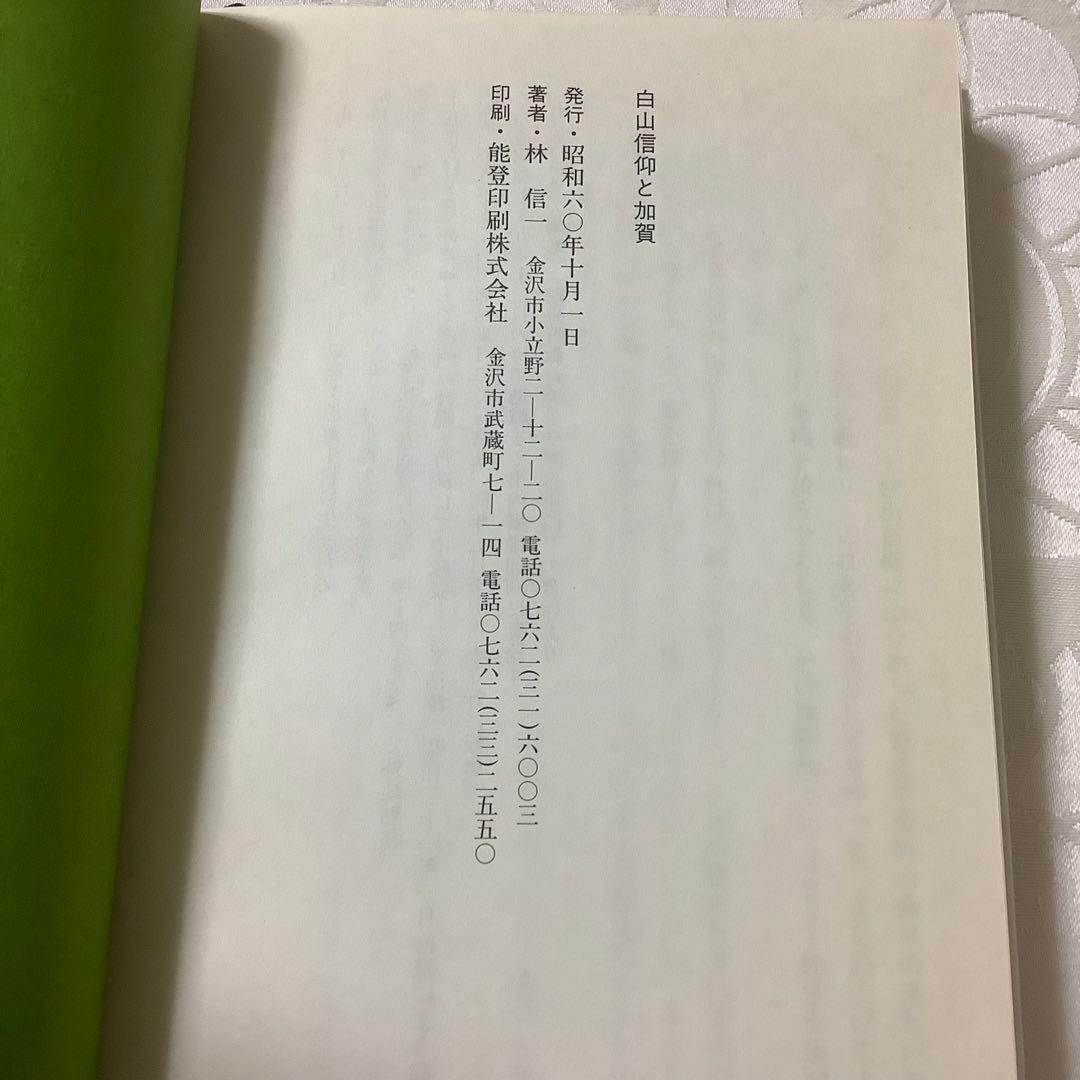 白山信仰と加賀
発行・昭和六〇年十月一日
著者・林　信一　金沢市小立野二―十二―二〇 電話〇七六二(三一)六〇〇三
印刷・能登印刷株式会社　金沢市武蔵町七―一四 電話〇七六二(三三)二五五〇